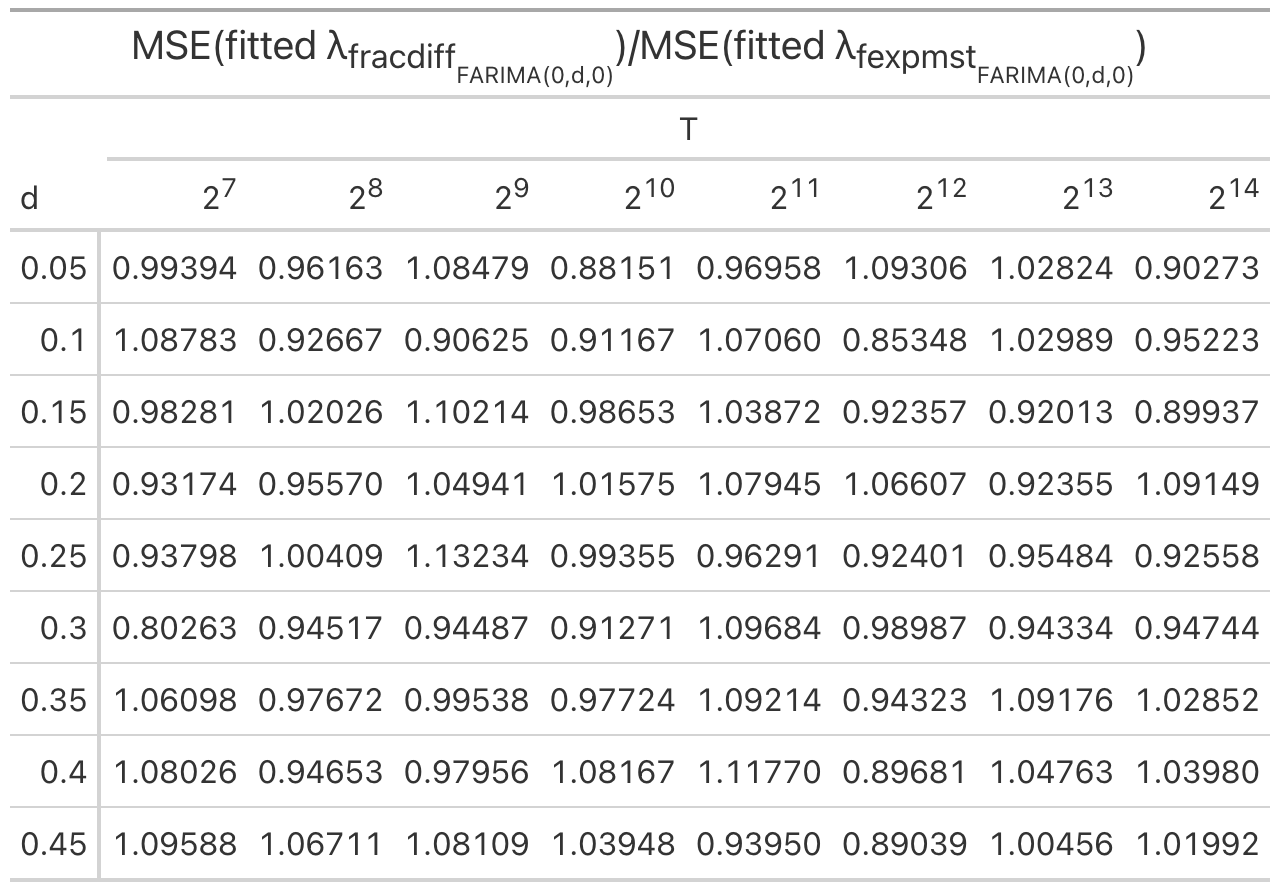 MSE(fitted λfracdiffFARIMA(0,d,0))/MSE(fitted λfexpmstFARIMA(0,d,0))
T
d 2^7 2^8 2^9 2^10 2^11 2^12 2^13 2^14
0.05 0.99394 0.96163 1.08479 0.88151 0.96958 1.09306 1.02824 0.90273
0.1 1.08783 0.92667 0.90625 0.91167 1.07060 0.85348 1.02989 0.95223
0.15 0.98281 1.02026 1.10214 0.98653 1.03872 0.92357 0.92013 0.89937
0.2 0.93174 0.95570 1.04941 1.01575 1.07945 1.06607 0.92355 1.09149
0.25 0.93798 1.00409 1.13234 0.99355 0.96291 0.92401 0.95484 0.92558
0.3 0.80263 0.94517 0.94487 0.91271 1.09684 0.98987 0.94334 0.94744
0.35 1.06098 0.97672 0.99538 0.97724 1.09214 0.94323 1.09176 1.02852
0.4 1.08026 0.94653 0.97956 1.08167 1.11770 0.89681 1.04763 1.03980
0.45 1.09588 1.06711 1.08109 1.03948 0.93950 0.89039 1.00456 1.01992